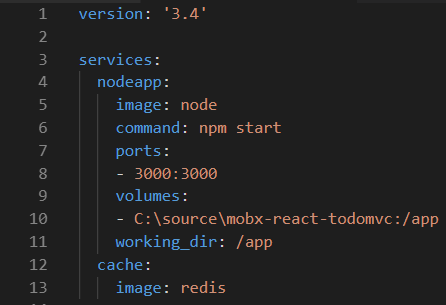 1 version: '3.4'
2
3 services:
4   nodeapp:
5     image: node
6     command: npm start
7     ports:
8     - 3000:3000
9     volumes:
10     - C:\source\mobx-react-todomvc:/app
11     working_dir: /app
12   cache:
13     image: redis